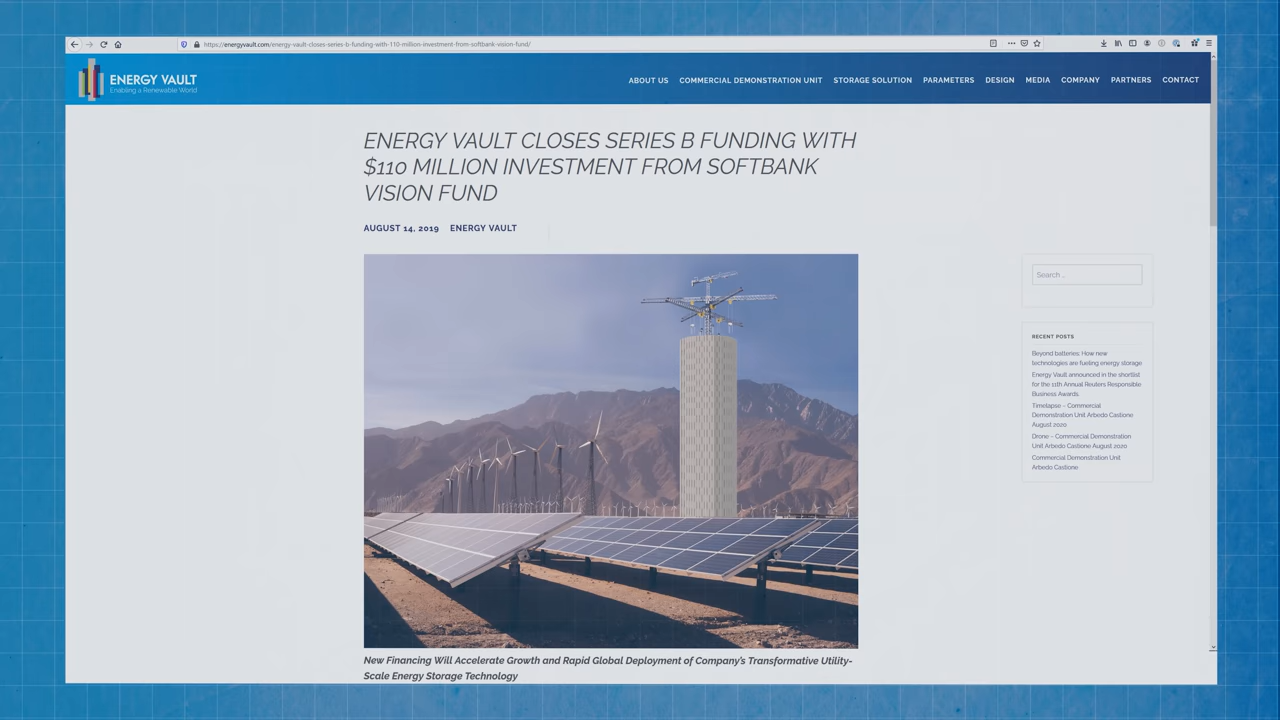 https://energyvault.com/energy-vault-closes-series-b-funding-with-110-million-investment-from-softbank-vision-fund/
ENERGY VAULT
Enabling a Renewable World
ABOUT US COMMERCIAL DEMONSTRATION UNIT STORAGE SOLUTION PARAMETERS DESIGN MEDIA COMPANY PARTNERS CONTACT
ENERGY VAULT CLOSES SERIES B FUNDING WITH
$110 MILLION INVESTMENT FROM SOFTBANK
VISION FUND
AUGUST 14, 2019 ENERGY VAULT
Search ...
RECENT POSTS
Beyond batteries: How new
technologies are fueling energy storage
Energy Vault announced in the shortlist
for the 11th Annual Reuters Responsible
Business Awards
Timelapse – Commercial
Demonstration Unit Arbedo Castione
August 2020
Drone – Commercial Demonstration
Unit Arbedo Castione August 2020
Commercial Demonstration Unit
Arbedo Castione
New Financing Will Accelerate Growth and Rapid Global Deployment of Company's Transformative Utility-
Scale Energy Storage Technology